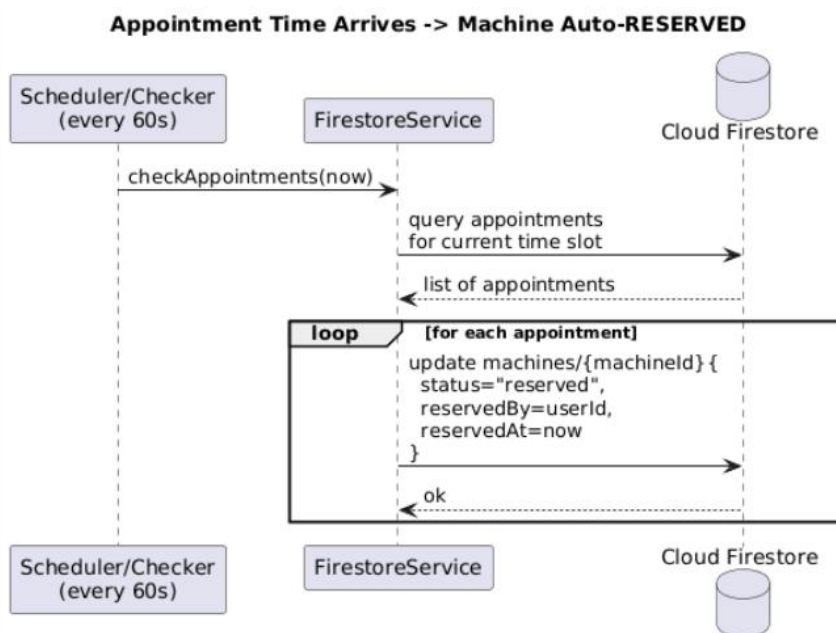 Appointment Time Arrives -> Machine Auto-RESERVED
Scheduler/Checker
(every 60s)
FirestoreService
Cloud Firestore
checkAppointments(now)
query appointments
for current time slot
list of appointments
loop
[for each appointment]
update machines/{machineId} {
status="reserved",
reservedBy=userId,
reservedAt=now
}
ok
Scheduler/Checker
(every 60s)
FirestoreService
Cloud Firestore